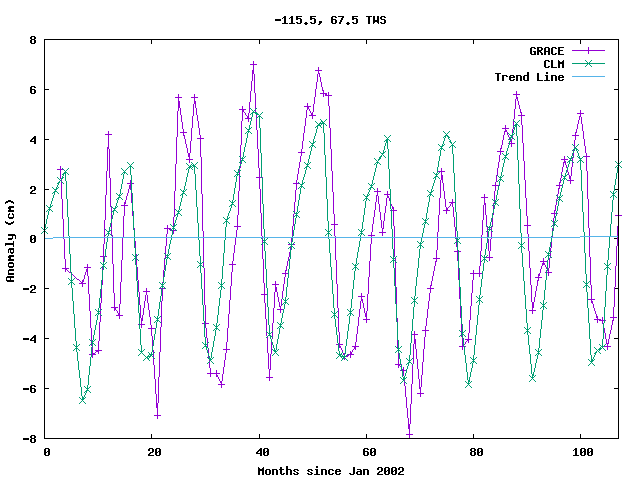 -115.5, 67.5 TWS
GRACE
CLM
Trend Line
8
6
4
2
0
-2
-4
-6
-8
Anomaly (cm)
0 20 40 60 80 100
Months since Jan 2002